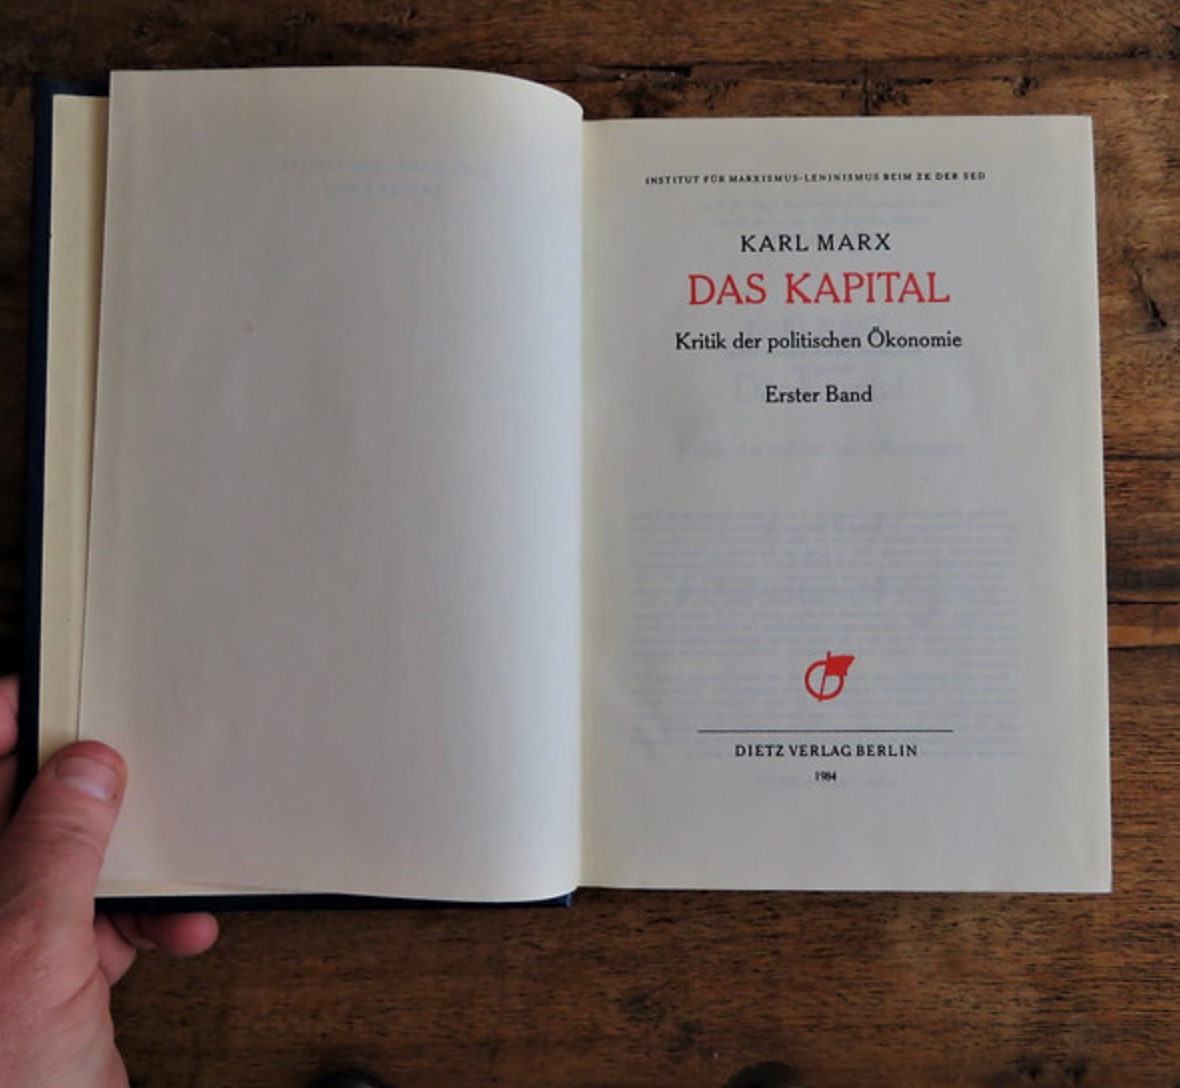 INSTITUT FÜR MARXISMUS-LENINISMUS BEIM ZK DER SED
KARL MARX
DAS KAPITAL
Kritik der politischen Ökonomie
Erster Band
DIETZ VERLAG BERLIN
1984